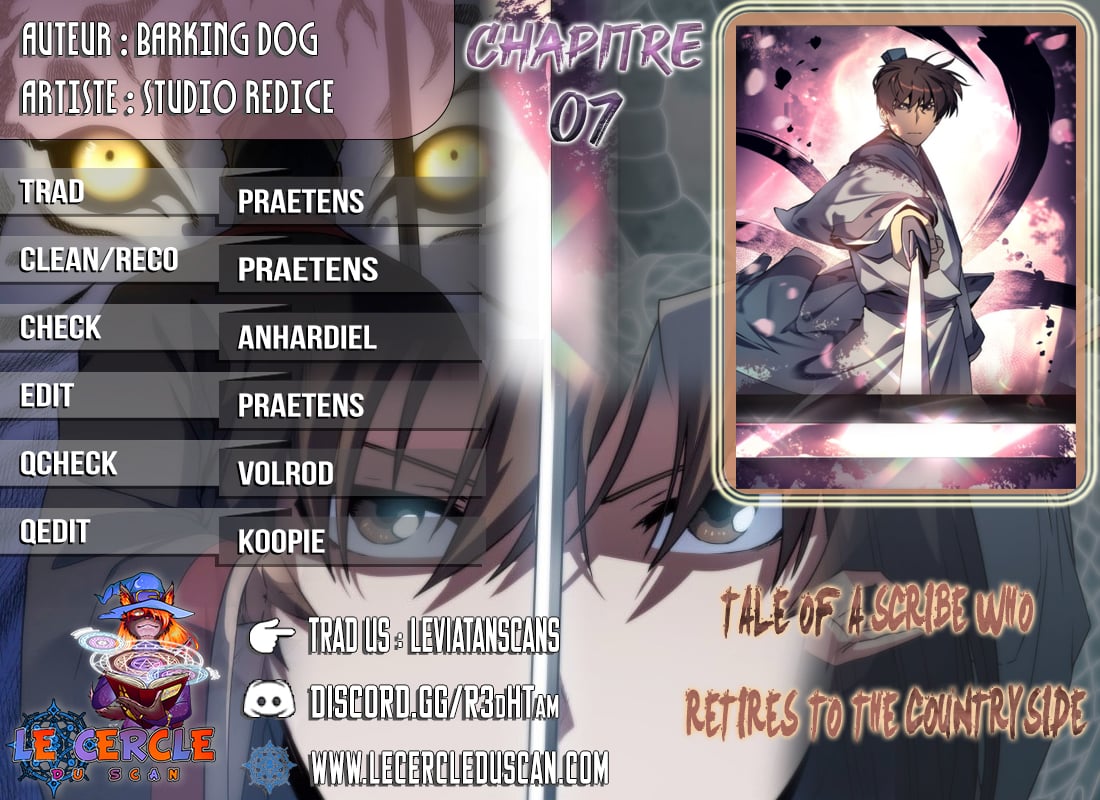 AUTEUR : BARKING DOG
ARTISTE : STUDIO REDICE
CHAPITRE
07
TRAD
PRAETENS
CLEAN/RECO
PRAETENS
CHECK
ANHARDIEL
EDIT
PRAETENS
QCHECK
VOLROD
QEDIT
KOOPIE
TRAD US : LEVIATANSCANS
DISCORD.GG/R3DHTAM
WWW.LECERCLEDUSCAN.COM
LE CERCLE
DU SCAN
TALE OF A SCRIBE WHO
RETIRES TO THE COUNTRYSIDE